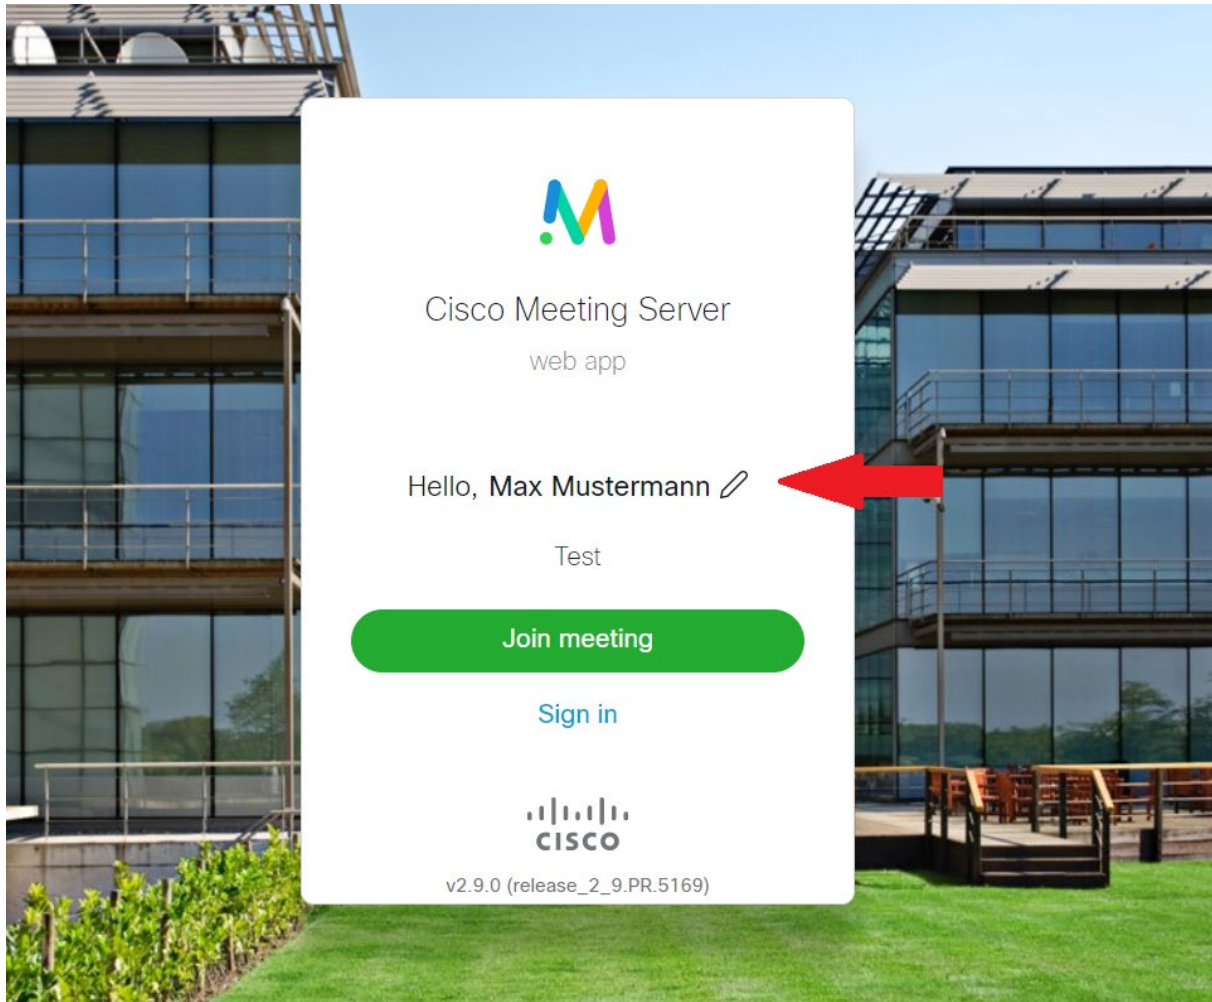 Cisco Meeting Server
web app
Hello, Max Mustermann
Test
Join meeting
Sign in
CISCO
v2.9.0 (release_2_9.PR.5169)